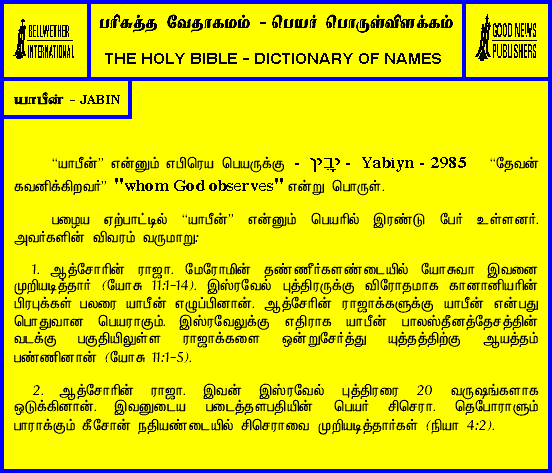 BELLWETHER
INTERNATIONAL
பரிசுத்த வேதாகமம் - பெயர் பொருள்விளக்கம்
THE HOLY BIBLE - DICTIONARY OF NAMES
GOOD NEWS
PUBLISHERS
யாபீன் - JABIN
“யாபீன்” என்னும் எபிரெய பெயருக்கு - יָבִין - Yabiyn - 2985 “தேவன்
கவனிக்கிறவர்” "whom God observes" என்று பொருள்.
பழைய ஏற்பாட்டில் “யாபீன்” என்னும் பெயரில் இரண்டு பேர் உள்ளனர்.
அவர்களின் விவரம் வருமாறு:
1. ஆத்சோரின் ராஜா. மேரோமின் தண்ணீர்களண்டையில் யோசுவா இவனை
முறியடித்தார் (யோசு 11:1-14). இஸ்ரவேல் புத்திரருக்கு விரோதமாக கானானியரின்
பிரபுக்கள் பலரை யாபீன் எழுப்பினான். ஆத்சேரின் ராஜாக்களுக்கு யாபீன் என்பது
பொதுவான பெயராகும். இஸ்ரவேலுக்கு எதிராக யாபீன் பாலஸ்தீனத்தேசத்தின்
வடக்கு பகுதியிலுள்ள ராஜாக்களை ஒன்றுசேர்த்து யுத்தத்திற்கு ஆயத்தம்
பண்ணினான் (யோசு 11:1-5).
2. ஆத்சோரின் ராஜா. இவன் இஸ்ரவேல் புத்திரரை 20 வருஷங்களாக
ஒடுக்கினான். இவனுடைய படைத்தளபதியின் பெயர் சிசெரா. தெபோராளும்
பாராக்கும் கீசோன் நதியண்டையில் சிசெராவை முறியடித்தார்கள் (நியா 4:2).